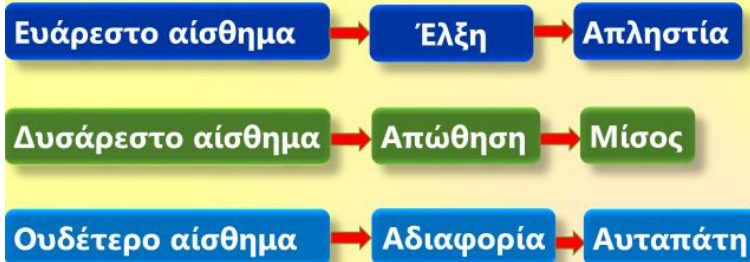 Ευάρεστο αίσθημα Έλξη Απληστία
Δυσάρεστο αίσθημα Απώθηση Μίσος
Ουδέτερο αίσθημα Αδιαφορία Αυταπάτη